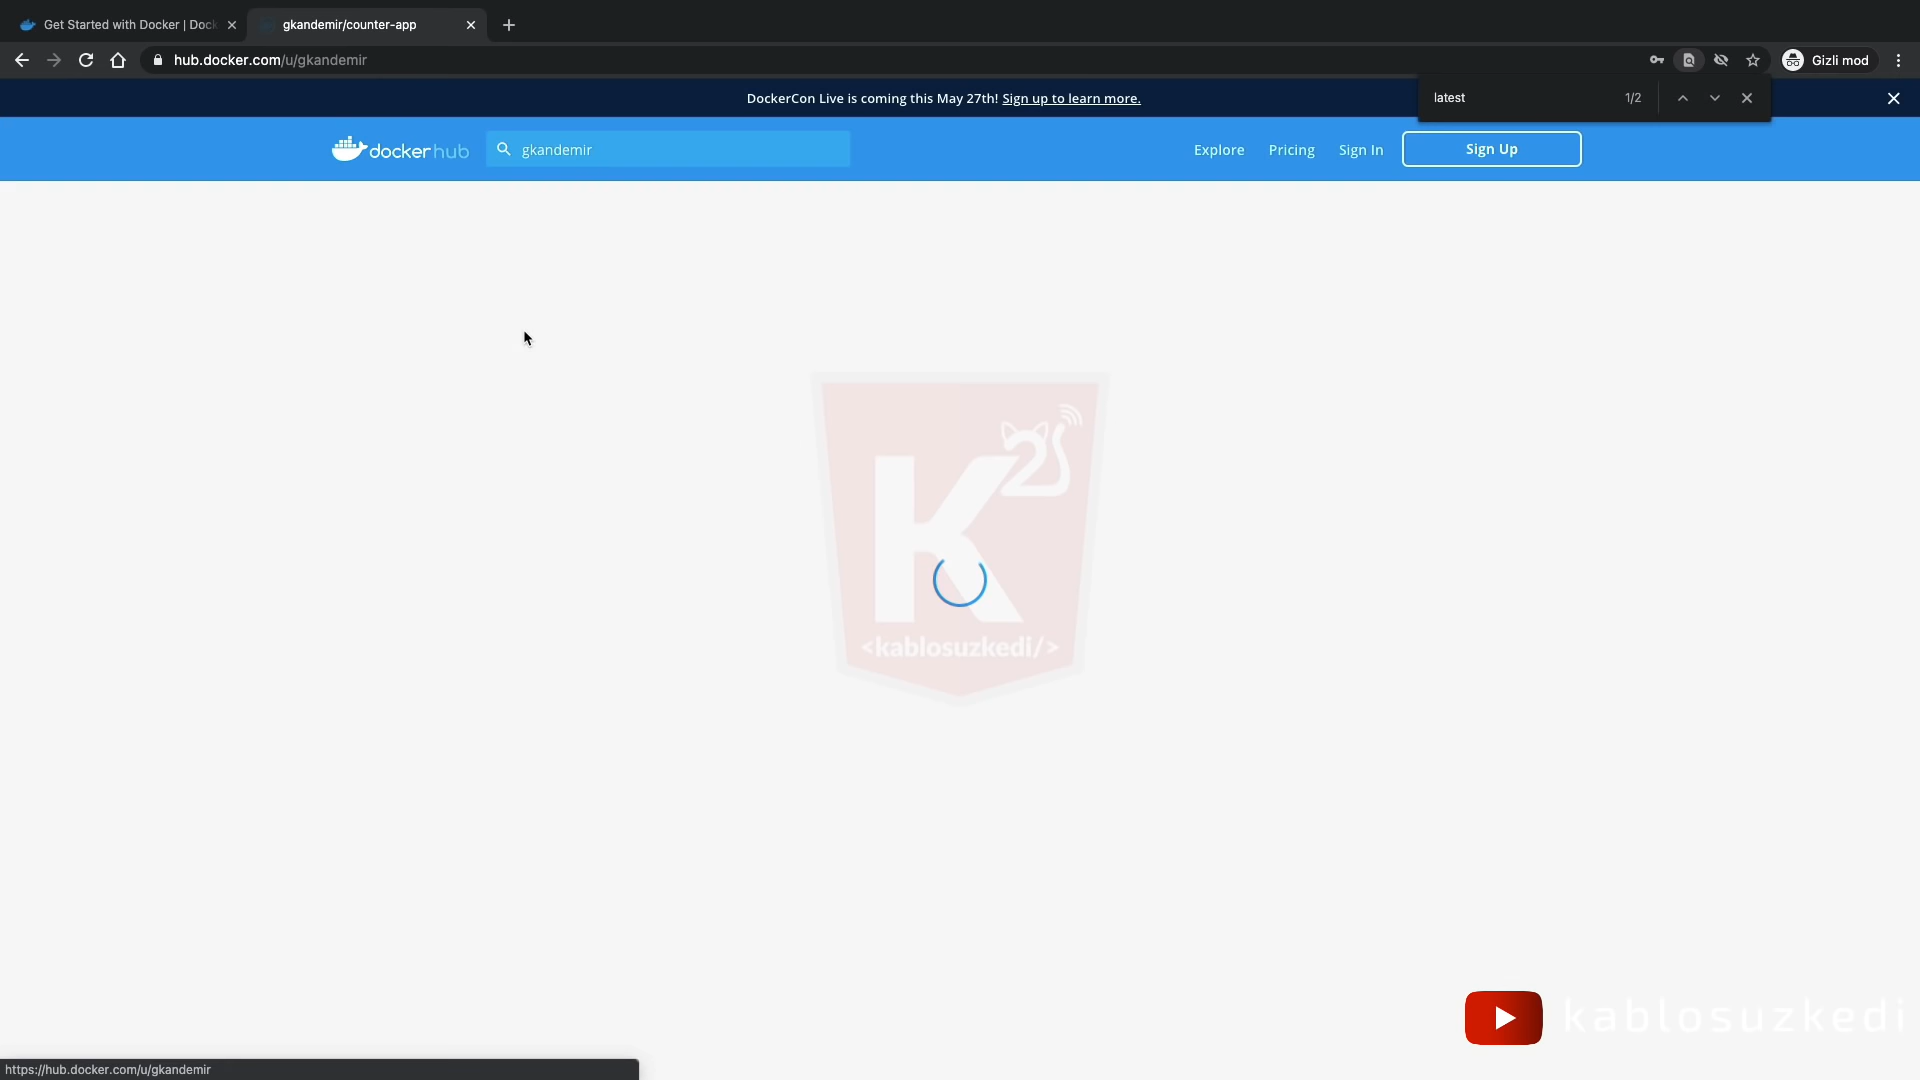 Get Started with Docker | Dock
gkandemir/counter-app
hub.docker.com/u/gkandemir
Gizli mod
DockerCon Live is coming this May 27th! Sign up to learn more.
latest
1/2
docker hub
gkandemir
Explore
Pricing
Sign In
Sign Up
K
<kablosuzkedi/>
kablosuzkedi
https://hub.docker.com/u/gkandemir